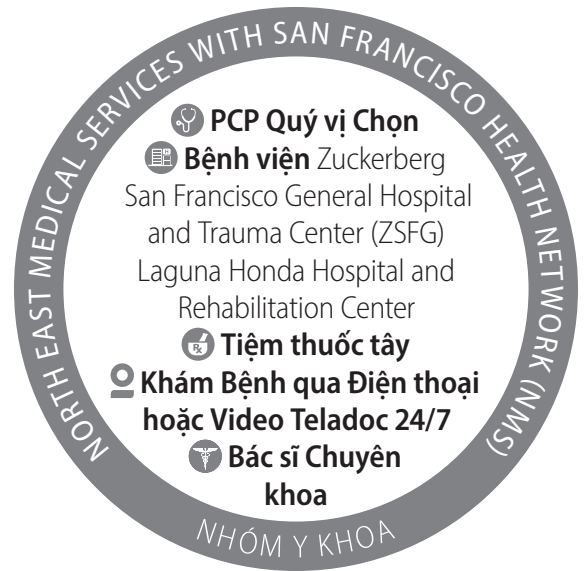 NORTH EAST MEDICAL SERVICES WITH SAN FRANCISCO HEALTH NETWORK (NMS)
PCP Quý vị Chọn
Bệnh viện Zuckerberg
San Francisco General Hospital
and Trauma Center (ZSFG)
Laguna Honda Hospital and
Rehabilitation Center
Tiệm thuốc tây
Khám Bệnh qua Điện thoại
hoặc Video Teladoc 24/7
Bác sĩ Chuyên
khoa
NHÓM Y KHOA